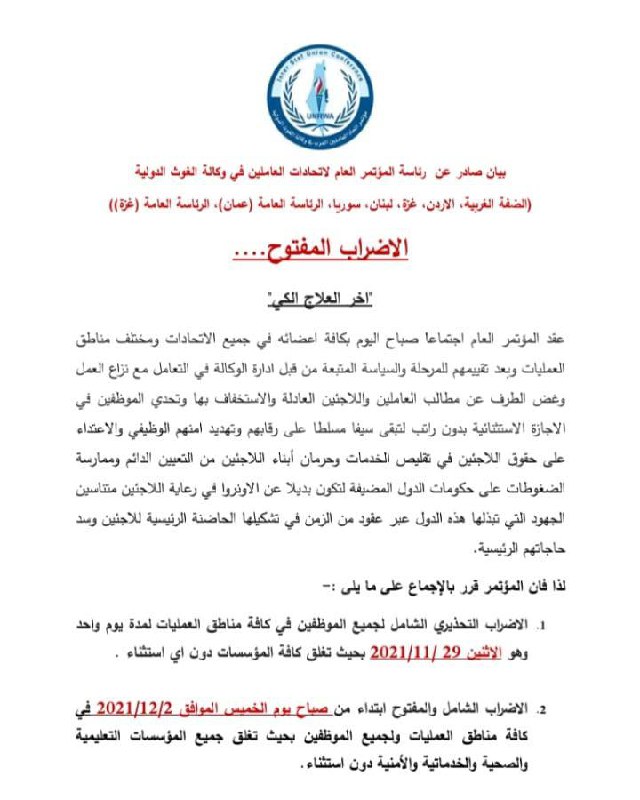 Inter Staf Union Conference
UNRWA
بيان صادر عن رئاسة المؤتمر العام لاتحادات العاملين في وكالة الغوث الدولية
(الضفة الغربية، الاردن، غزة، لبنان، سوريا، الرئاسة العامة (عمان)، الرئاسة العامة (غزة))
الاضراب المفتوح....
"اخر العلاج الكي"
عقد المؤتمر العام اجتماعا صباح اليوم بكافة اعضائه في جميع الاتحادات ومختلف مناطق
العمليات وبعد تقييمهم للمرحلة والسياسة المتبعة من قبل ادارة الوكالة في التعامل مع نزاع العمل
وغض الطرف عن مطالب العاملين واللاجئين العادلة والاستخفاف بها وتحدي الموظفين في
الاجازة الاستثنائية بدون راتب لتبقى سيفا مسلطا على رقابهم وتهديد امنهم الوظيفي والاعتداء
على حقوق اللاجئين في تقليص الخدمات وحرمان أبناء اللاجئين من التعيين الدائم وممارسة
الضغوطات على حكومات الدول المضيفة لتكون بديلا عن الاونروا في رعاية اللاجئين متناسين
الجهود التي تبذلها هذه الدول عبر عقود من الزمن في تشكيلها الحاضنة الرئيسية للاجئين وسد
حاجاتهم الرئيسية.
لذا فان المؤتمر قرر بالإجماع على ما يلى :-
1. الاضراب التحذيري الشامل لجميع الموظفين في كافة مناطق العمليات لمدة يوم واحد
وهو الاثنين 29 /2021/11 بحيث تغلق كافة المؤسسات دون اي استثناء .
2. الاضراب الشامل والمفتوح ابتداء من صباح يوم الخميس الموافق 2021/12/2 في
كافة مناطق العمليات ولجميع الموظفين بحيث تغلق جميع المؤسسات التعليمية
والصحية والخدماتية والأمنية دون استثناء.